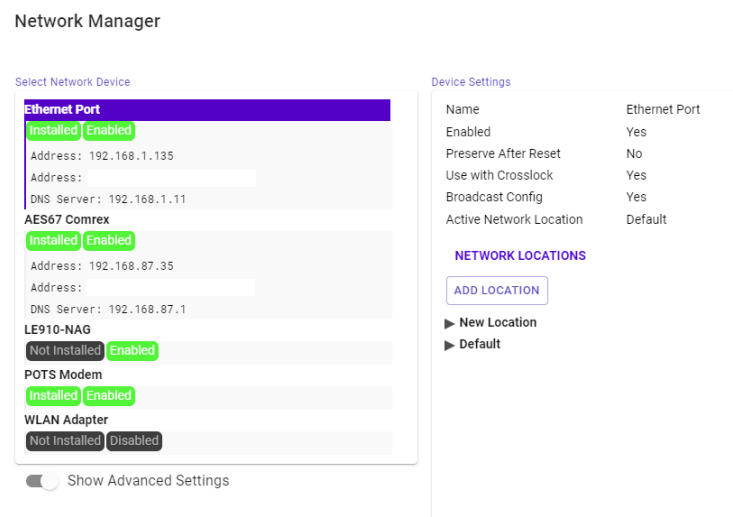 Network Manager
Select Network Device
Ethernet Port
Installed Enabled
Address: 192.168.1.135
Address:
DNS Server: 192.168.1.11
AES67 Comrex
Installed Enabled
Address: 192.168.87.35
Address:
DNS Server: 192.168.87.1
LE910-NAG
Not Installed Enabled
POTS Modem
Installed Enabled
WLAN Adapter
Not Installed Disabled
Show Advanced Settings
Device Settings
Name Ethernet Port
Enabled Yes
Preserve After Reset No
Use with Crosslock Yes
Broadcast Config Yes
Active Network Location Default
NETWORK LOCATIONS
ADD LOCATION
New Location
Default